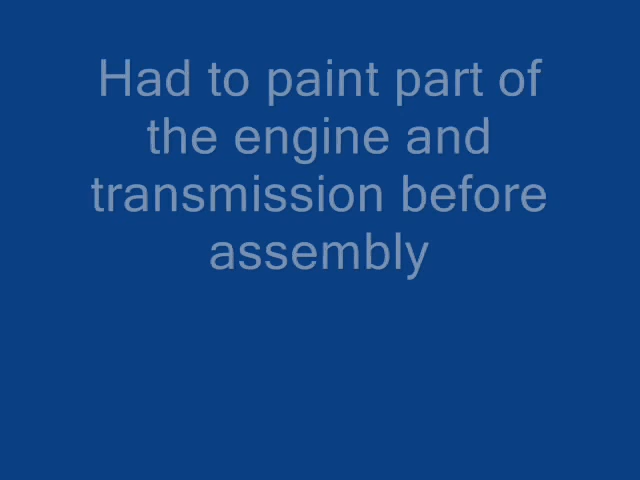 Had to paint part of
the engine and
transmission before
assembly